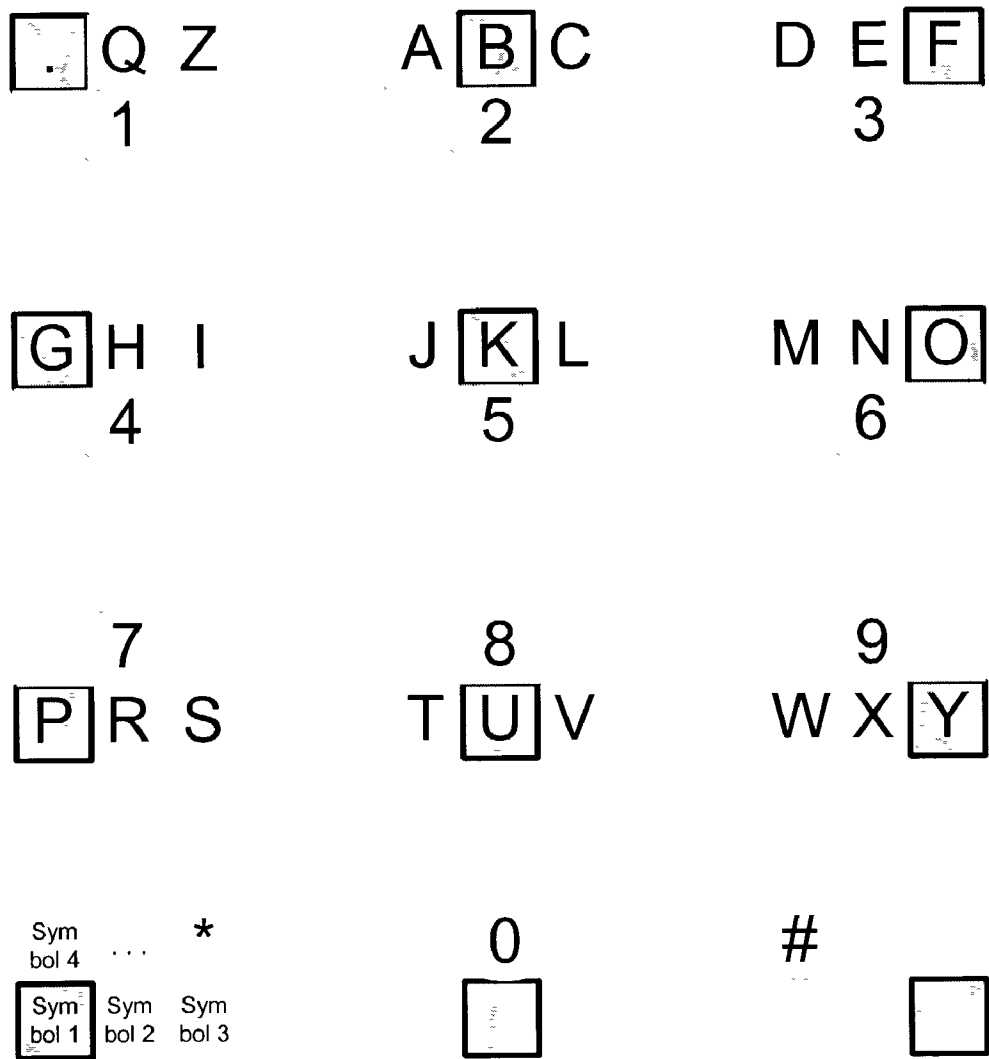 . Q Z A B C D E F
1 2 3
G H I J K L M N O
4 5 6
7 8 9
P R S T U V W X Y
Sym
bol 4 ... * 0 #
Sym
bol 1 Sym
bol 2 Sym
bol 3